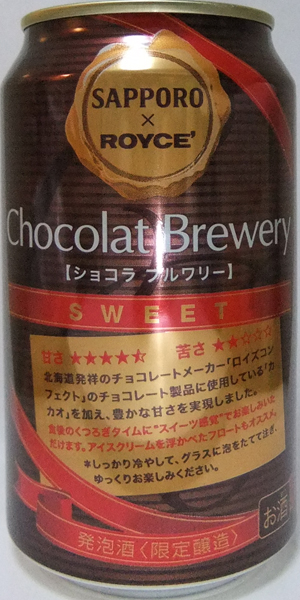 SAPPORO
×
ROYCE'
Chocolat Brewery
【ショコラ ブルワリー】
SWEET
甘さ ★★★★⯨ 苦さ ★★☆☆☆
北海道発祥のチョコレートメーカー「ロイズコン
フェクト」のチョコレート製品に使用している「カ
カオ」を加え、豊かな甘さを実現しました。
食後のくつろぎタイムに"スイーツ感覚"でお楽しみいた
だけます。アイスクリームを浮かべたフロートもオススメ。
*しっかり冷やして、グラスに泡をたてて注ぎ、
ゆっくりお楽しみください。
発泡酒〈限定醸造〉
お酒